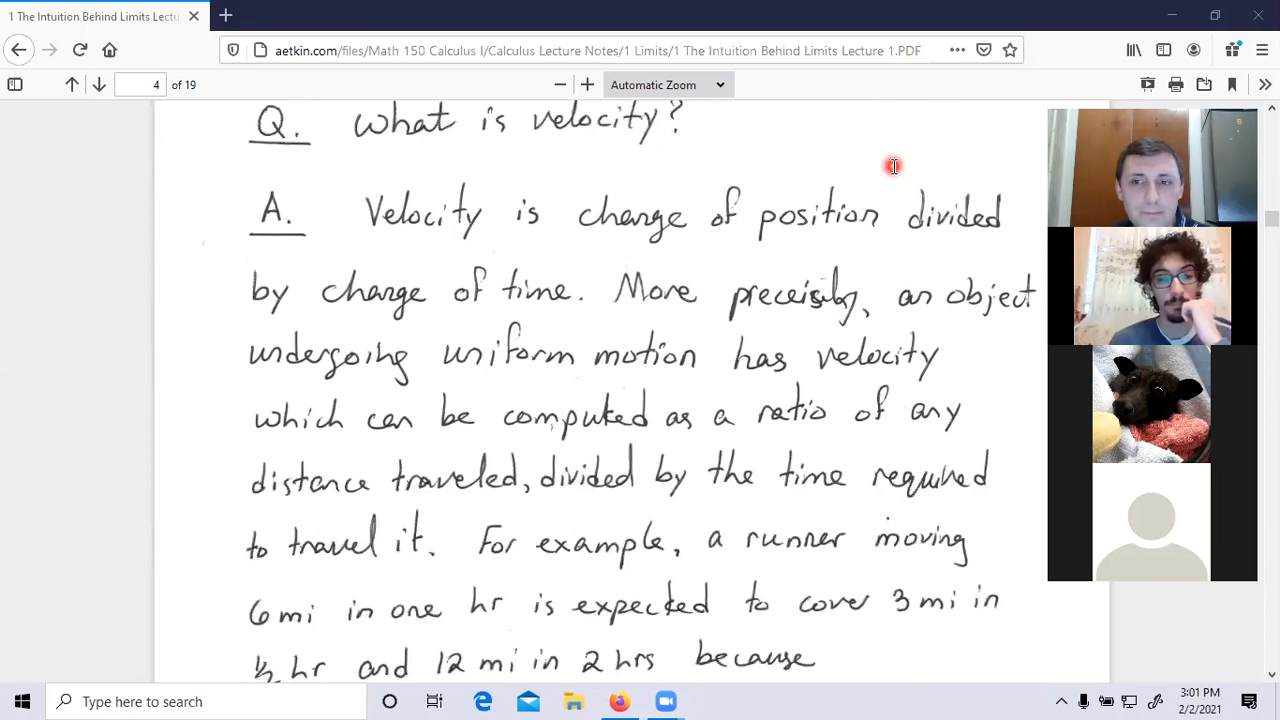 1 The Intuition Behind Limits Lectu
aetkin.com/files/Math 150 Calculus I/Calculus Lecture Notes/1 Limits/1 The Intuition Behind Limits Lecture 1.PDF
4 of 19
Automatic Zoom
Q. What is velocity?
A. Velocity is change of position divided
by change of time. More precisely, an object
undergoing uniform motion has velocity
which can be computed as a ratio of any
distance traveled, divided by the time required
to travel it. For example, a runner moving
6 mi in one hr is expected to cover 3 mi in
½ hr and 12 mi in 2 hrs because
Type here to search
3:01 PM
2/2/2021